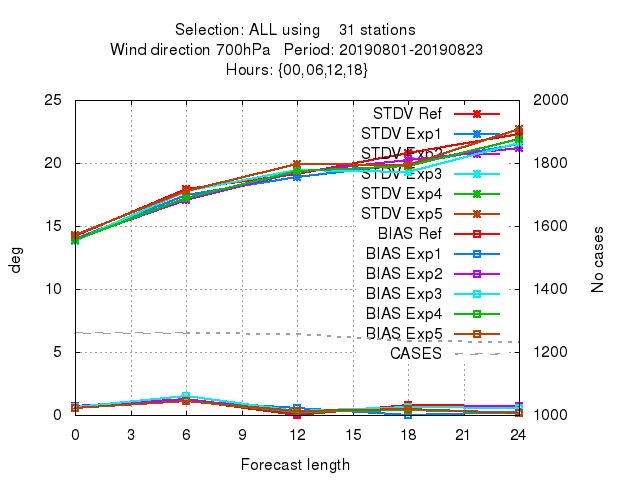 Selection: ALL using    31 stations
Wind direction 700hPa   Period: 20190801-20190823
Hours: {00,06,12,18}
25 2000
STDV Ref
STDV Exp1
STDV Exp2
20 1800
STDV Exp3
STDV Exp4
STDV Exp5
15 1600
BIAS Ref
BIAS Exp1
deg No cases
BIAS Exp2
10 1400
BIAS Exp3
BIAS Exp4
BIAS Exp5
5 CASES 1200
0 1000
0 3 6 9 12 15 18 21 24
Forecast length